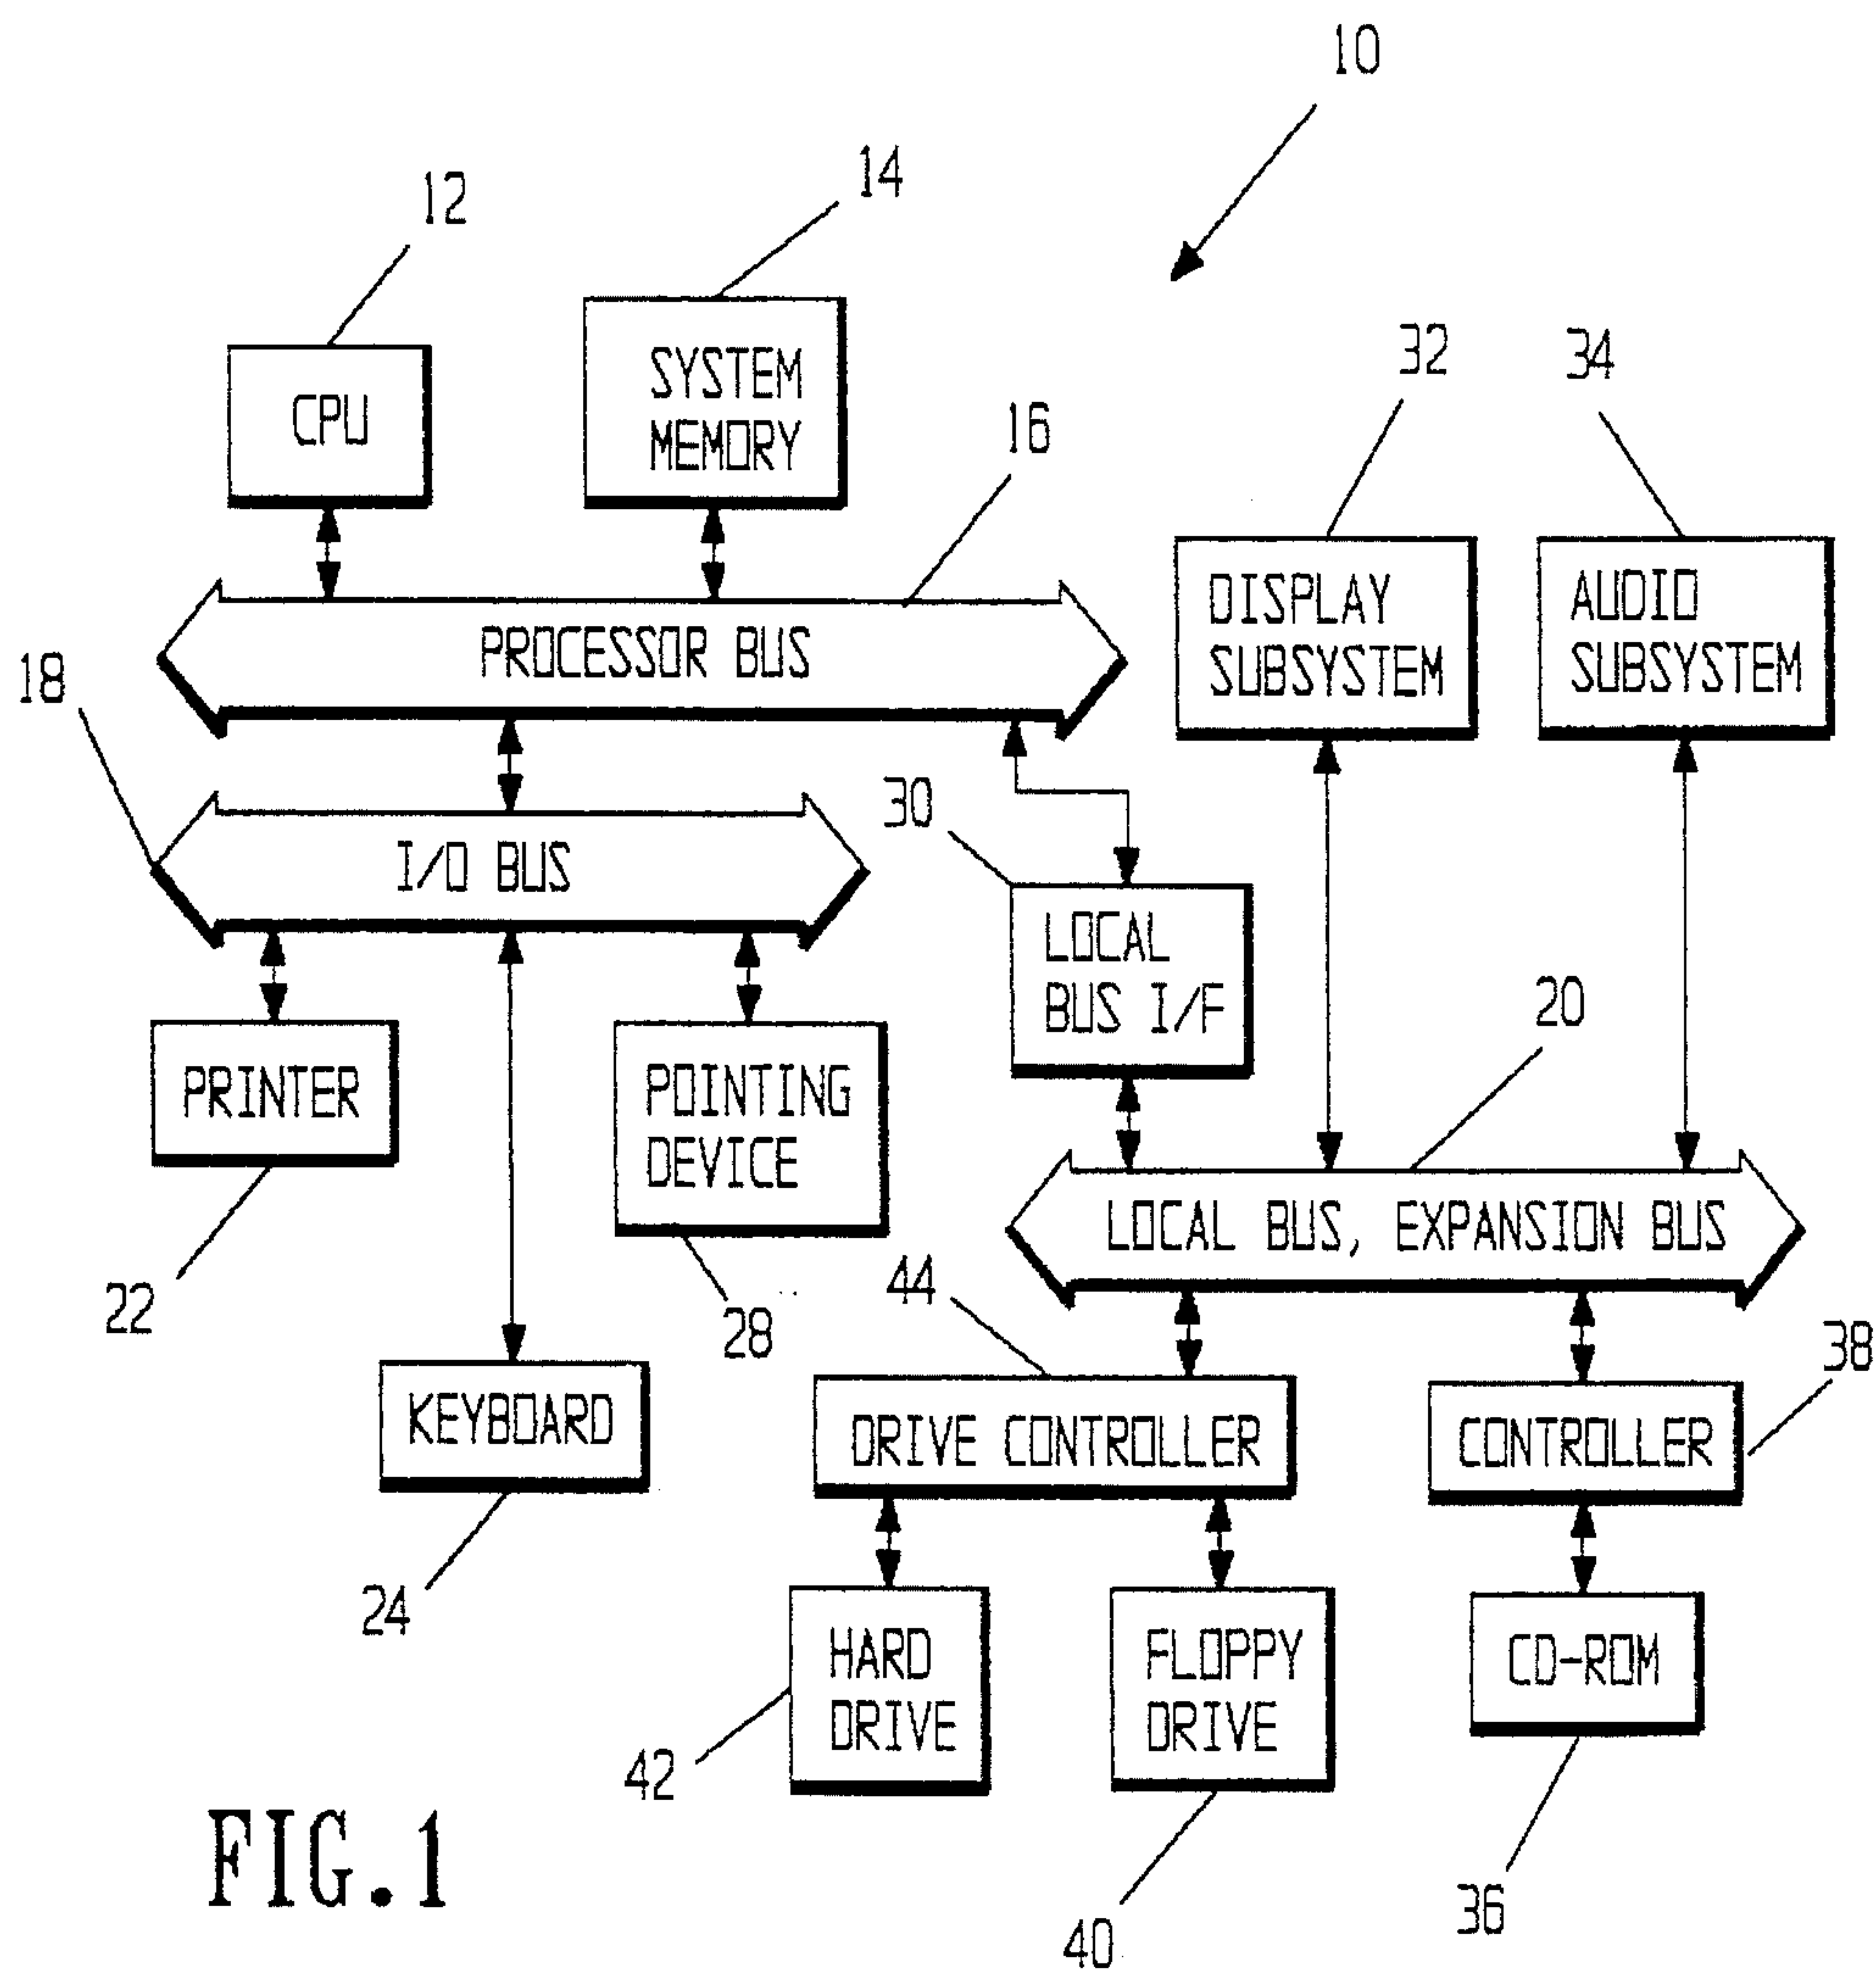 10
12
14
CPU
SYSTEM
MEMORY
16
32
34
PROCESSOR BUS
DISPLAY
SUBSYSTEM
AUDIO
SUBSYSTEM
18
I/O BUS
30
LOCAL
BUS I/F
20
PRINTER
POINTING
DEVICE
LOCAL BUS, EXPANSION BUS
22
28
44
38
KEYBOARD
DRIVE CONTROLLER
CONTROLLER
24
HARD
DRIVE
FLOPPY
DRIVE
CD-ROM
42
40
36
FIG.1